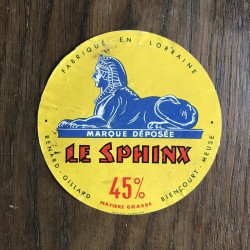 FABRIQUÉ EN LORRAINE
MARQUE DÉPOSÉE
LE SPHINX
45%
MATIÈRE GRASSE
RENARD-GILLARD • BIENCOURT-MEUSE